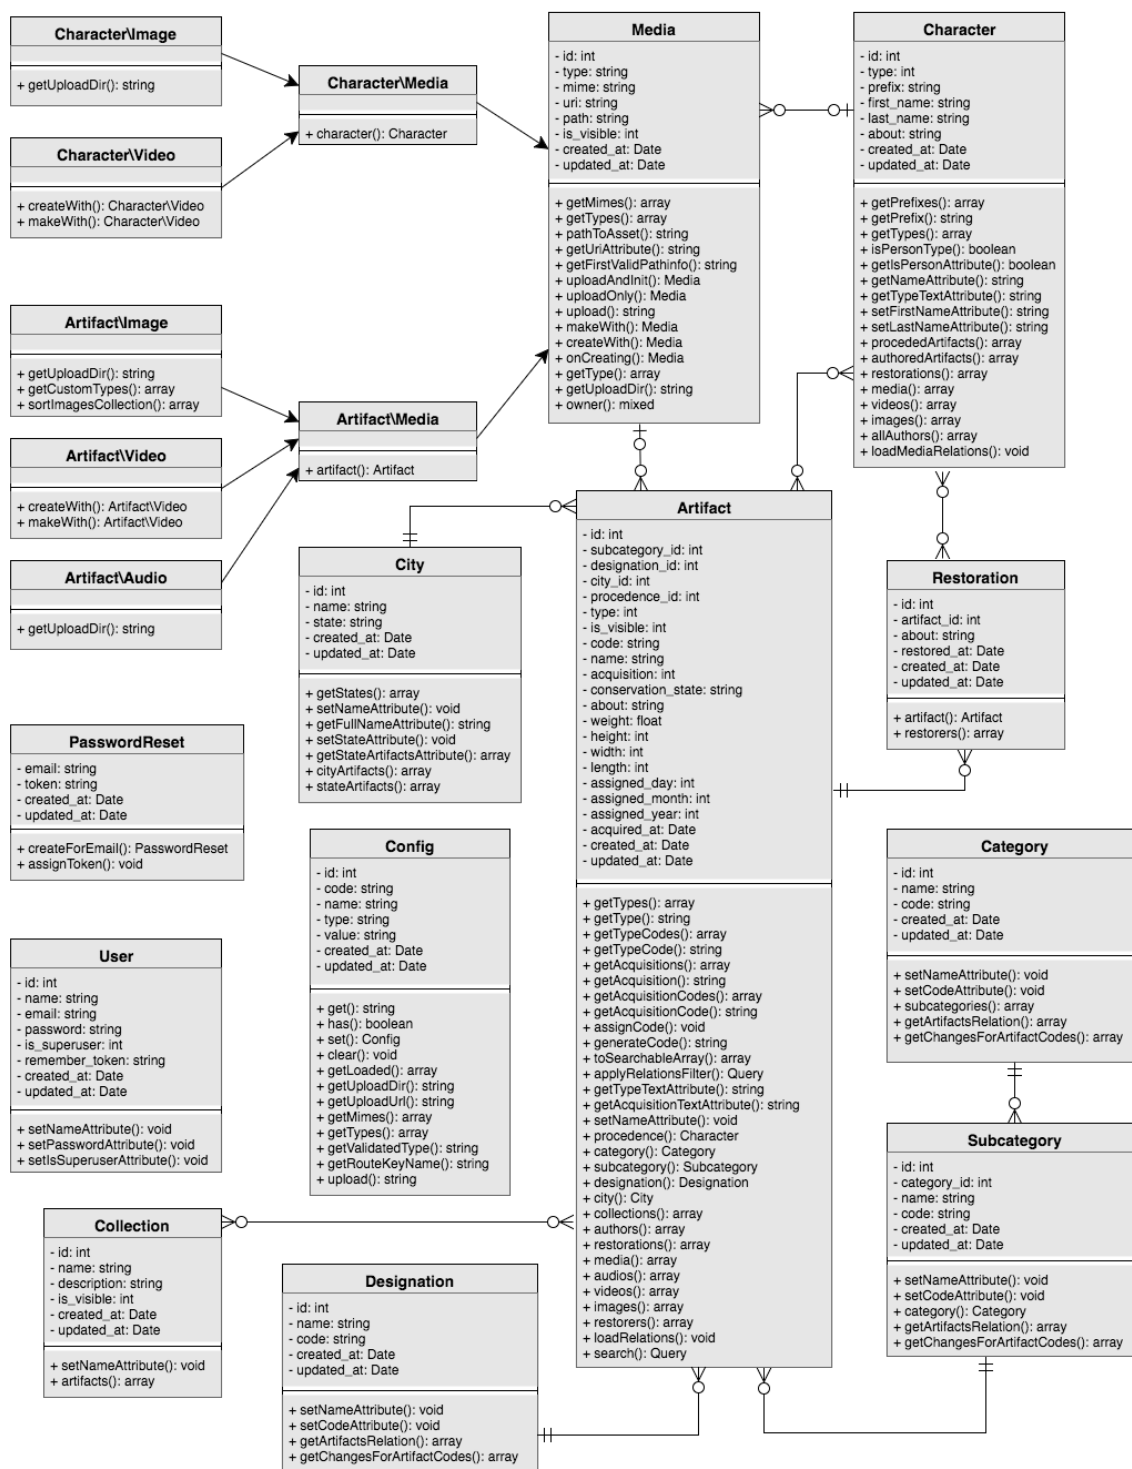 Character\Image
+ getUploadDir(): string
Character\Video
+ createWith(): Character\Video
+ makeWith(): Character\Video
Character\Media
+ character(): Character
Artifact\Image
+ getUploadDir(): string
+ getCustomTypes(): array
+ sortImagesCollection(): array
Artifact\Video
+ createWith(): Artifact\Video
+ makeWith(): Artifact\Video
Artifact\Audio
+ getUploadDir(): string
Artifact\Media
+ artifact(): Artifact
Media
- id: int
- type: string
- mime: string
- uri: string
- path: string
- is_visible: int
- created_at: Date
- updated_at: Date
+ getMimes(): array
+ getTypes(): array
+ pathToAsset(): string
+ getUriAttribute(): string
+ getFirstValidPathinfo(): string
+ uploadAndInit(): Media
+ uploadOnly(): Media
+ upload(): string
+ makeWith(): Media
+ createWith(): Media
+ onCreating(): Media
+ getType(): array
+ getUploadDir(): string
+ owner(): mixed
Character
- id: int
- type: int
- prefix: string
- first_name: string
- last_name: string
- about: string
- created_at: Date
- updated_at: Date
+ getPrefixes(): array
+ getPrefix(): string
+ getTypes(): array
+ isPersonType(): boolean
+ getIsPersonAttribute(): boolean
+ getNameAttribute(): string
+ getTypeTextAttribute(): string
+ setFirstNameAttribute(): string
+ setLastNameAttribute(): string
+ procededArtifacts(): array
+ authoredArtifacts(): array
+ restorations(): array
+ media(): array
+ videos(): array
+ images(): array
+ allAuthors(): array
+ loadMediaRelations(): void
City
- id: int
- name: string
- state: string
- created_at: Date
- updated_at: Date
+ getStates(): array
+ setNameAttribute(): void
+ getFullNameAttribute(): string
+ setStateAttribute(): void
+ getStateArtifactsAttribute(): array
+ cityArtifacts(): array
+ stateArtifacts(): array
Artifact
- id: int
- subcategory_id: int
- designation_id: int
- city_id: int
- procedence_id: int
- type: int
- is_visible: int
- code: string
- name: string
- acquisition: int
- conservation_state: string
- about: string
- weight: float
- height: int
- width: int
- length: int
- assigned_day: int
- assigned_month: int
- assigned_year: int
- acquired_at: Date
- created_at: Date
- updated_at: Date
+ getTypes(): array
+ getType(): string
+ getTypeCodes(): array
+ getTypeCode(): string
+ getAcquisitions(): array
+ getAcquisition(): string
+ getAcquisitionCodes(): array
+ getAcquisitionCode(): string
+ assignCode(): void
+ generateCode(): string
+ toSearchableArray(): array
+ applyRelationsFilter(): Query
+ getTypeTextAttribute(): string
+ getAcquisitionTextAttribute(): string
+ setNameAttribute(): void
+ procedence(): Character
+ category(): Category
+ subcategory(): Subcategory
+ designation(): Designation
+ city(): City
+ collections(): array
+ authors(): array
+ restorations(): array
+ media(): array
+ audios(): array
+ videos(): array
+ images(): array
+ restorers(): array
+ loadRelations(): void
+ search(): Query
Restoration
- id: int
- artifact_id: int
- about: string
- restored_at: Date
- created_at: Date
- updated_at: Date
+ artifact(): Artifact
+ restorers(): array
PasswordReset
- email: string
- token: string
- created_at: Date
- updated_at: Date
+ createForEmail(): PasswordReset
+ assignToken(): void
Config
- id: int
- code: string
- name: string
- type: string
- value: string
- created_at: Date
- updated_at: Date
+ get(): string
+ has(): boolean
+ set(): Config
+ clear(): void
+ getLoaded(): array
+ getUploadDir(): string
+ getUploadUrl(): string
+ getMimes(): array
+ getTypes(): array
+ getValidatedType(): string
+ getRouteKeyName(): string
+ upload(): string
Category
- id: int
- name: string
- code: string
- created_at: Date
- updated_at: Date
+ setNameAttribute(): void
+ setCodeAttribute(): void
+ subcategories(): array
+ getArtifactsRelation(): array
+ getChangesForArtifactCodes(): array
User
- id: int
- name: string
- email: string
- password: string
- is_superuser: int
- remember_token: string
- created_at: Date
- updated_at: Date
+ setNameAttribute(): void
+ setPasswordAttribute(): void
+ setIsSuperuserAttribute(): void
Subcategory
- id: int
- category_id: int
- name: string
- code: string
- created_at: Date
- updated_at: Date
+ setNameAttribute(): void
+ setCodeAttribute(): void
+ category(): Category
+ getArtifactsRelation(): array
+ getChangesForArtifactCodes(): array
Collection
- id: int
- name: string
- description: string
- is_visible: int
- created_at: Date
- updated_at: Date
+ setNameAttribute(): void
+ artifacts(): array
Designation
- id: int
- name: string
- code: string
- created_at: Date
- updated_at: Date
+ setNameAttribute(): void
+ setCodeAttribute(): void
+ getArtifactsRelation(): array
+ getChangesForArtifactCodes(): array